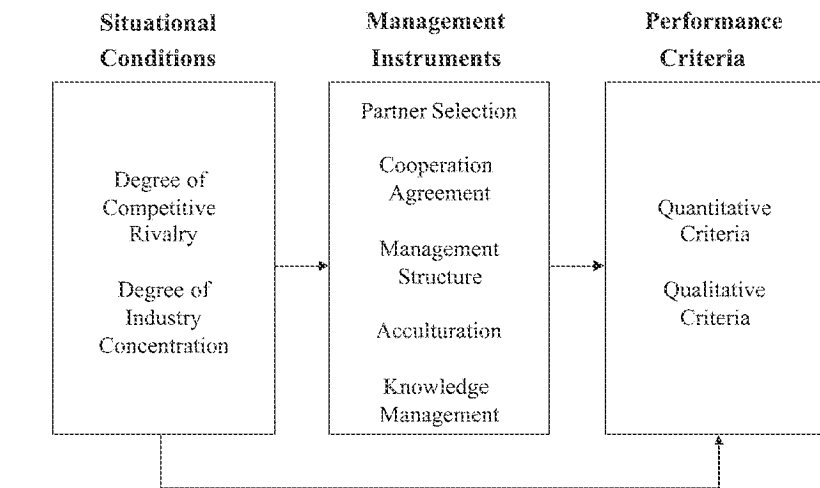 Situational
Conditions
Management
Instruments
Performance
Criteria
Degree of
Competitive
Rivalry
Degree of
Industry
Concentration
Partner Selection
Cooperation
Agreement
Management
Structure
Acculturation
Knowledge
Management
Quantitative
Criteria
Qualitative
Criteria